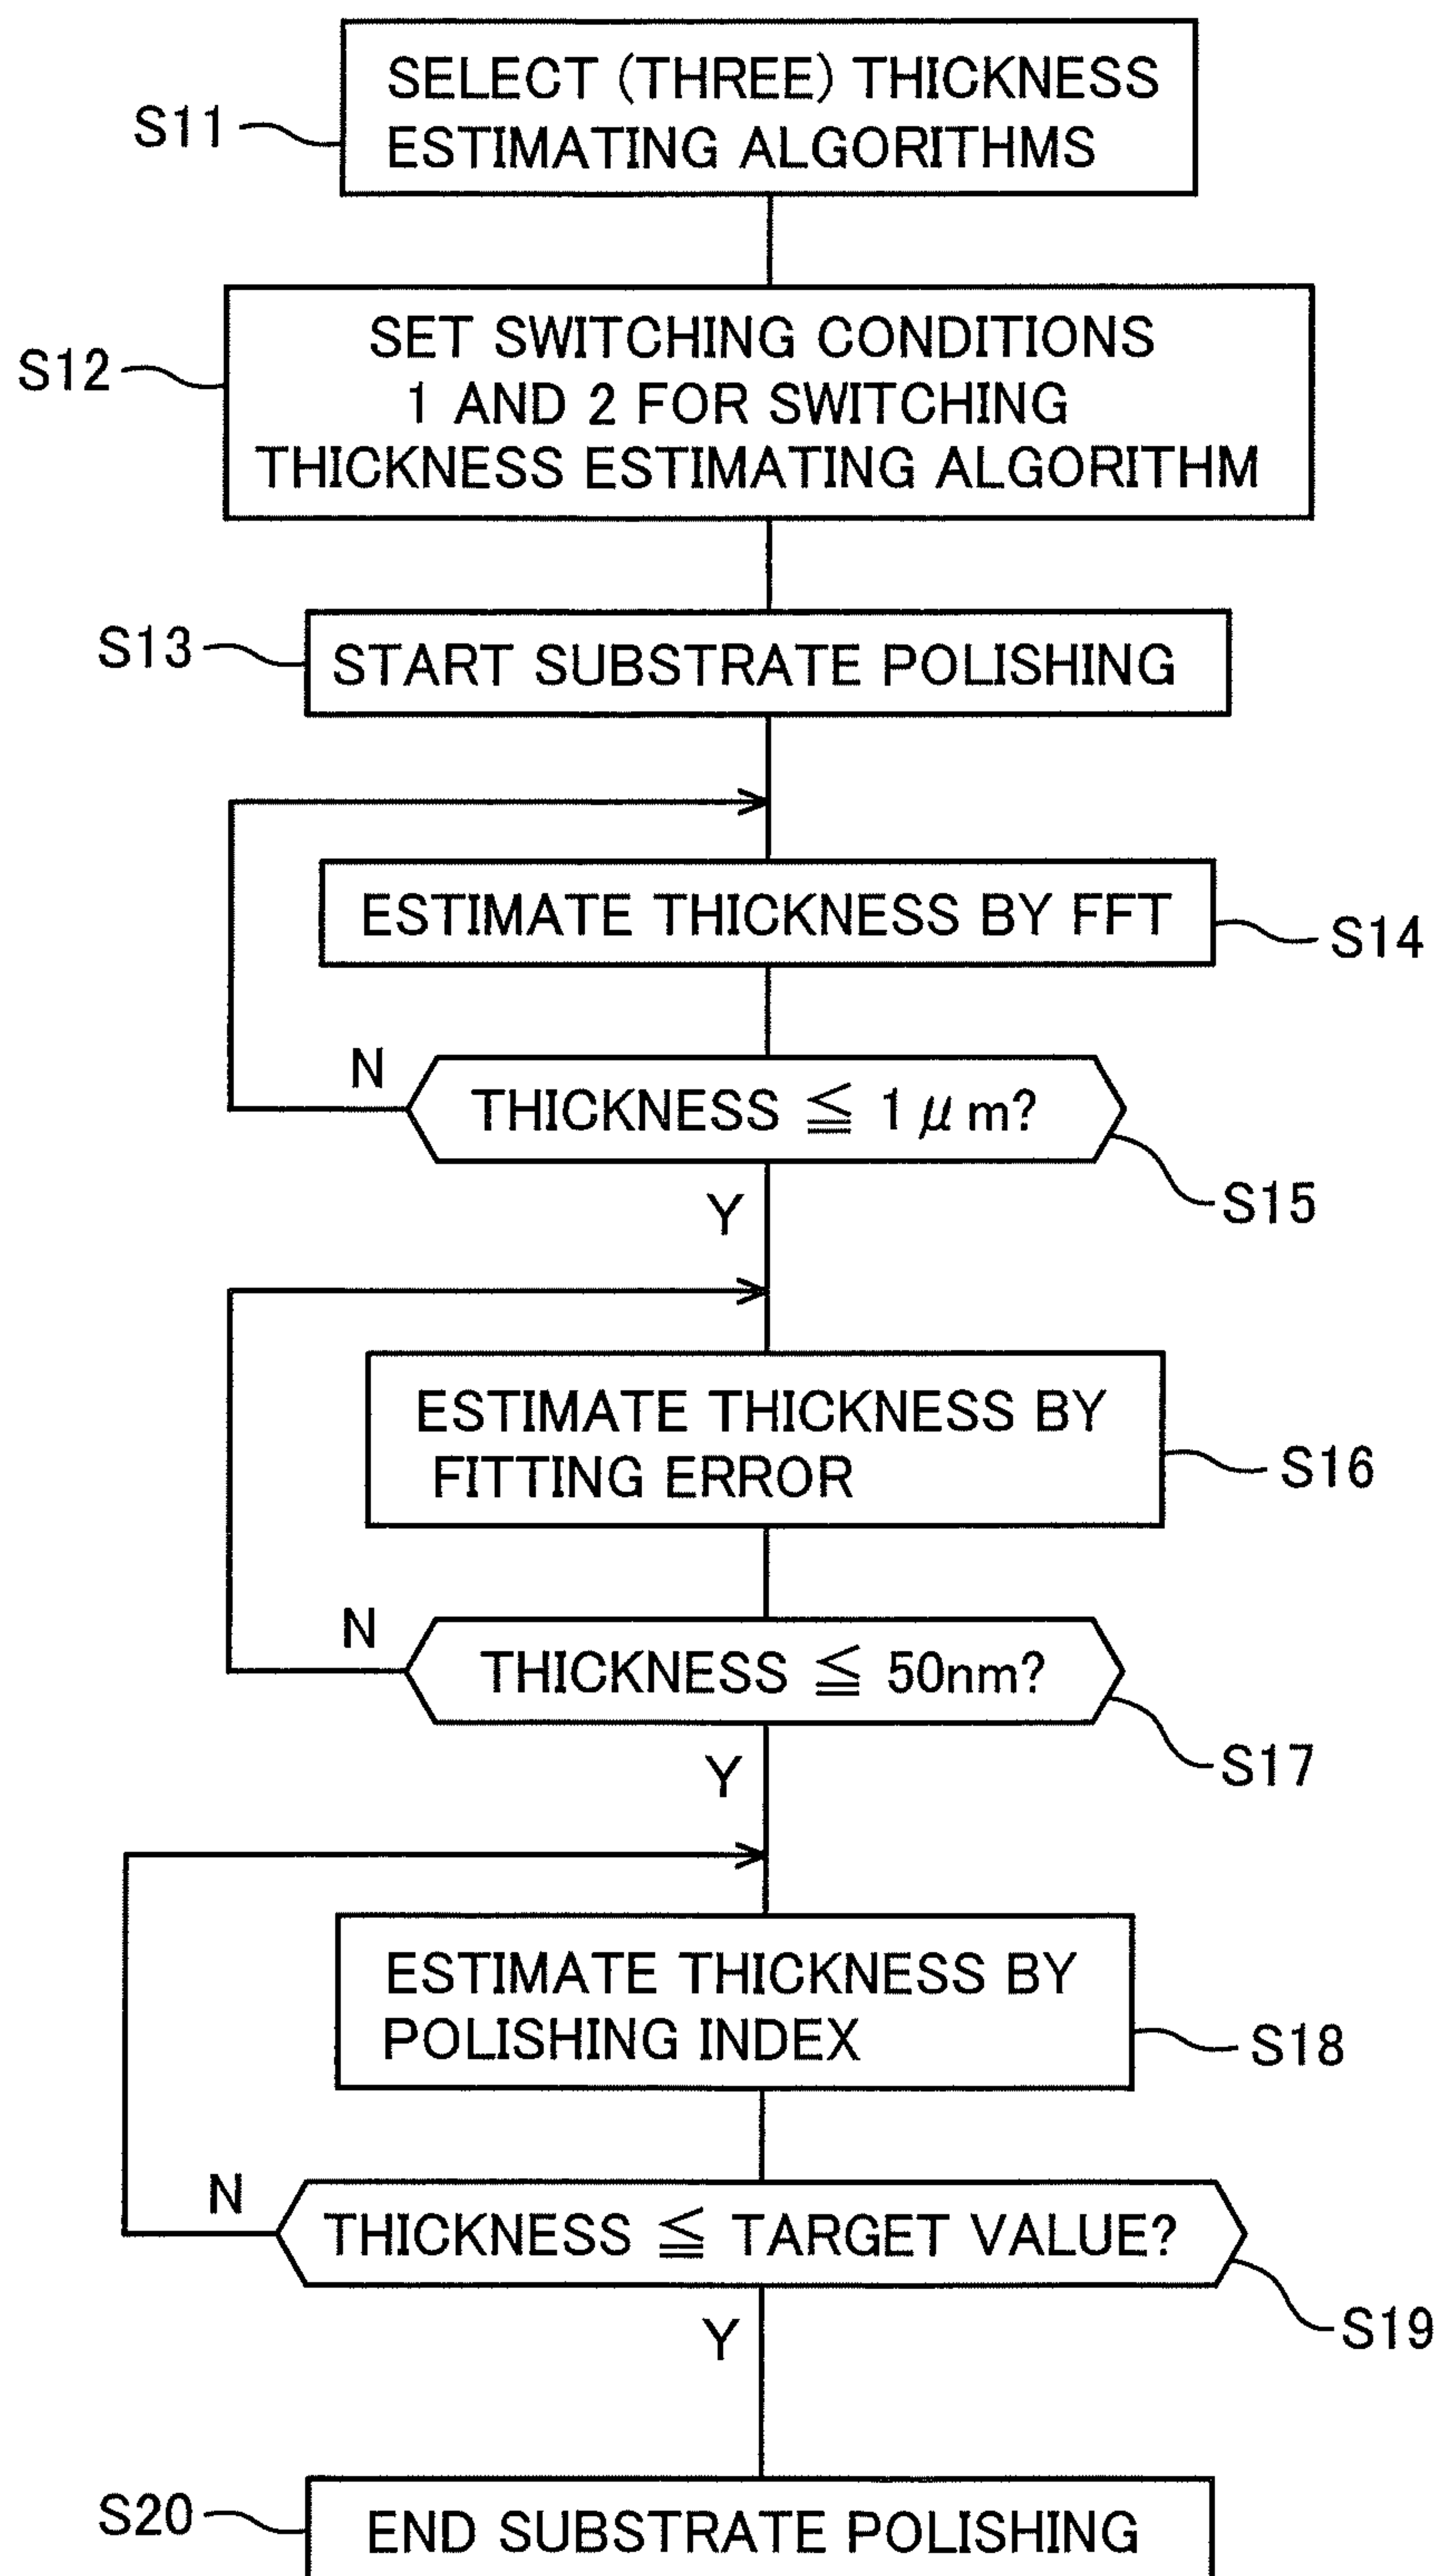 SELECT (THREE) THICKNESS
ESTIMATING ALGORITHMS
S11
SET SWITCHING CONDITIONS
1 AND 2 FOR SWITCHING
THICKNESS ESTIMATING ALGORITHM
S12
START SUBSTRATE POLISHING
S13
ESTIMATE THICKNESS BY FFT
S14
N
THICKNESS ≦ 1μm?
S15
Y
ESTIMATE THICKNESS BY
FITTING ERROR
S16
N
THICKNESS ≦ 50nm?
S17
Y
ESTIMATE THICKNESS BY
POLISHING INDEX
S18
N
THICKNESS ≦ TARGET VALUE?
S19
Y
S20
END SUBSTRATE POLISHING